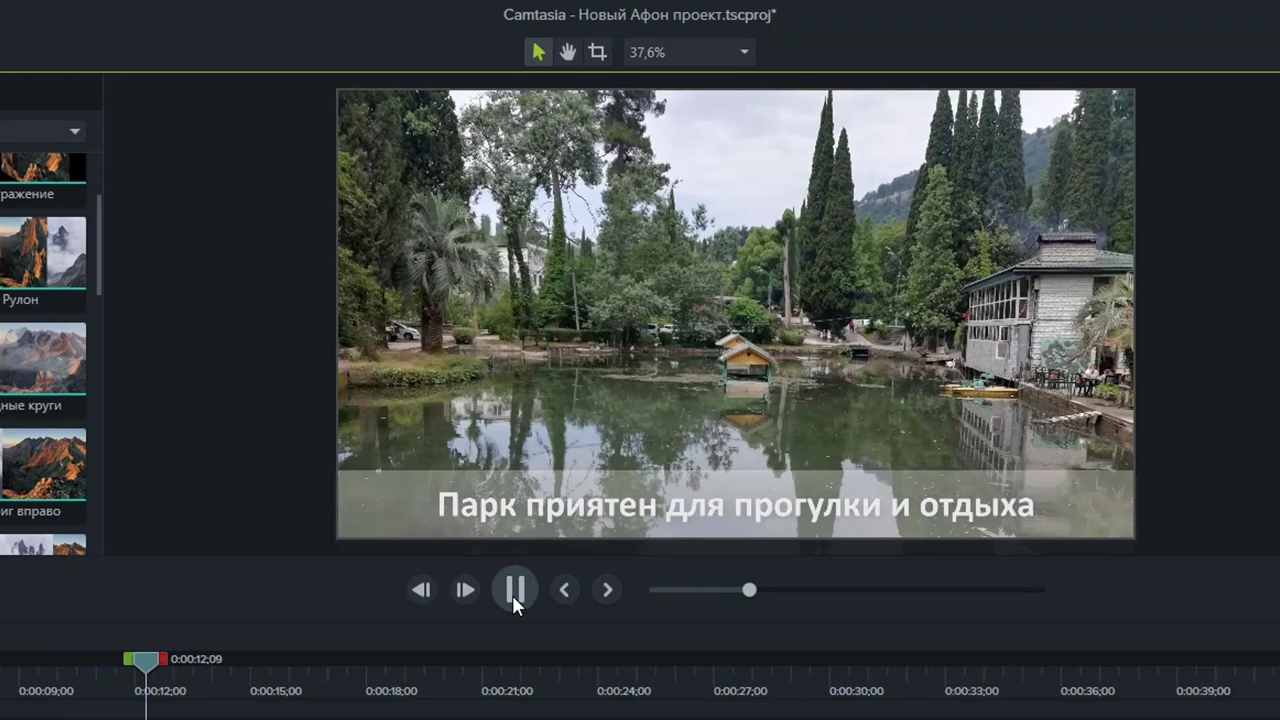 Camtasia - Новый Афон проект.tscproj*
37,6%
ражение
Рулон
ные круги
иг вправо
Парк приятен для прогулки и отдыха
0:00:12;09
0:00:09;00
0:00:12;00
0:00:15;00
0:00:18;00
0:00:21;00
0:00:24;00
0:00:27;00
0:00:30;00
0:00:33;00
0:00:36;00
0:00:39;00